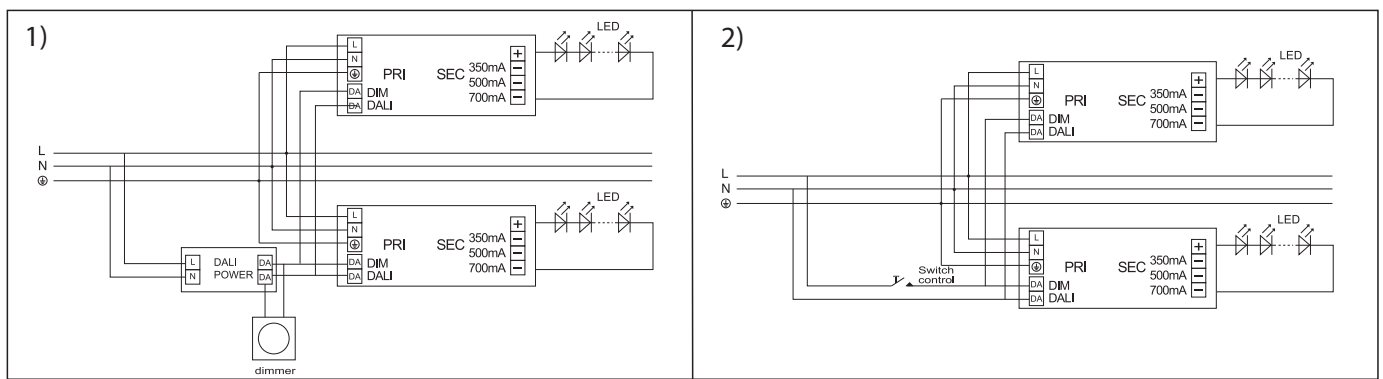 1)
LED
L
N
⏚
PRI
SEC
+
350mA −
500mA −
700mA −
DA DIM
DA DALI
L
N
⏚
LED
L
N
⏚
PRI
SEC
+
350mA −
500mA −
700mA −
DA DIM
DA DALI
L DALI DA
N POWER DA
dimmer
2)
LED
L
N
⏚
PRI
SEC
+
350mA −
500mA −
700mA −
DA DIM
DA DALI
L
N
⏚
LED
L
N
⏚
PRI
SEC
+
350mA −
500mA −
700mA −
Switch
control
DA DIM
DA DALI